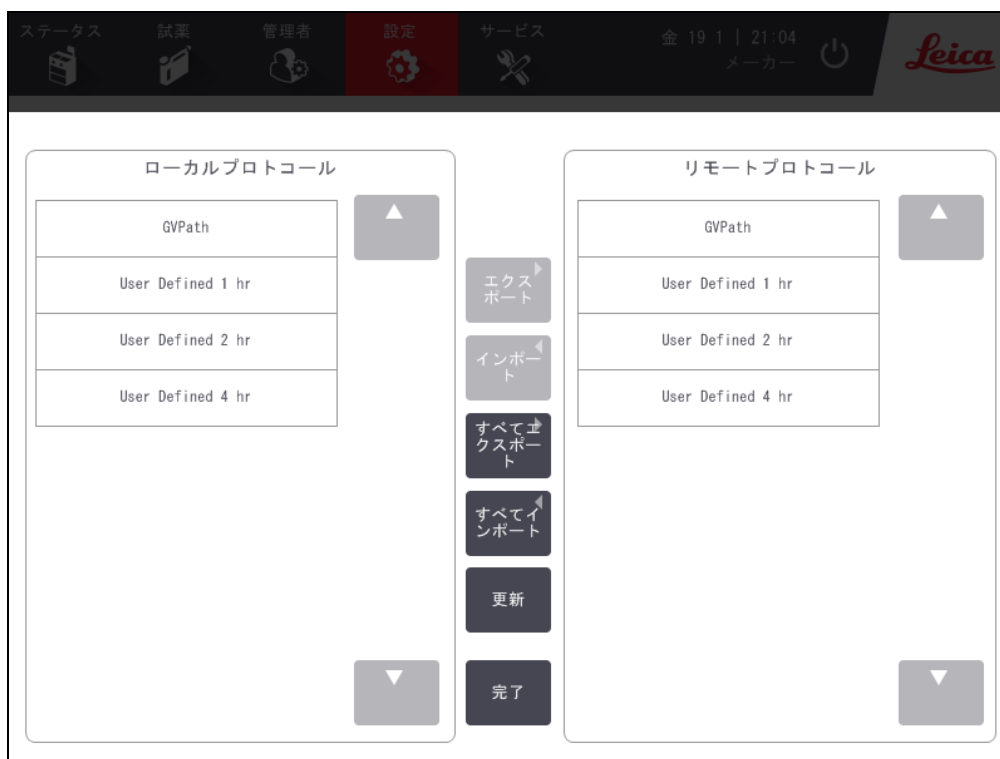 ステータス
試薬
管理者
設定
サービス
金 19 1 | 21:04
メーカー
Leica
ローカルプロトコール
GVPath
User Defined 1 hr
User Defined 2 hr
User Defined 4 hr
エクス
ポート
インポー
ト
すべてエ
クスポー
ト
すべてイ
ンポート
更新
完了
リモートプロトコール
GVPath
User Defined 1 hr
User Defined 2 hr
User Defined 4 hr